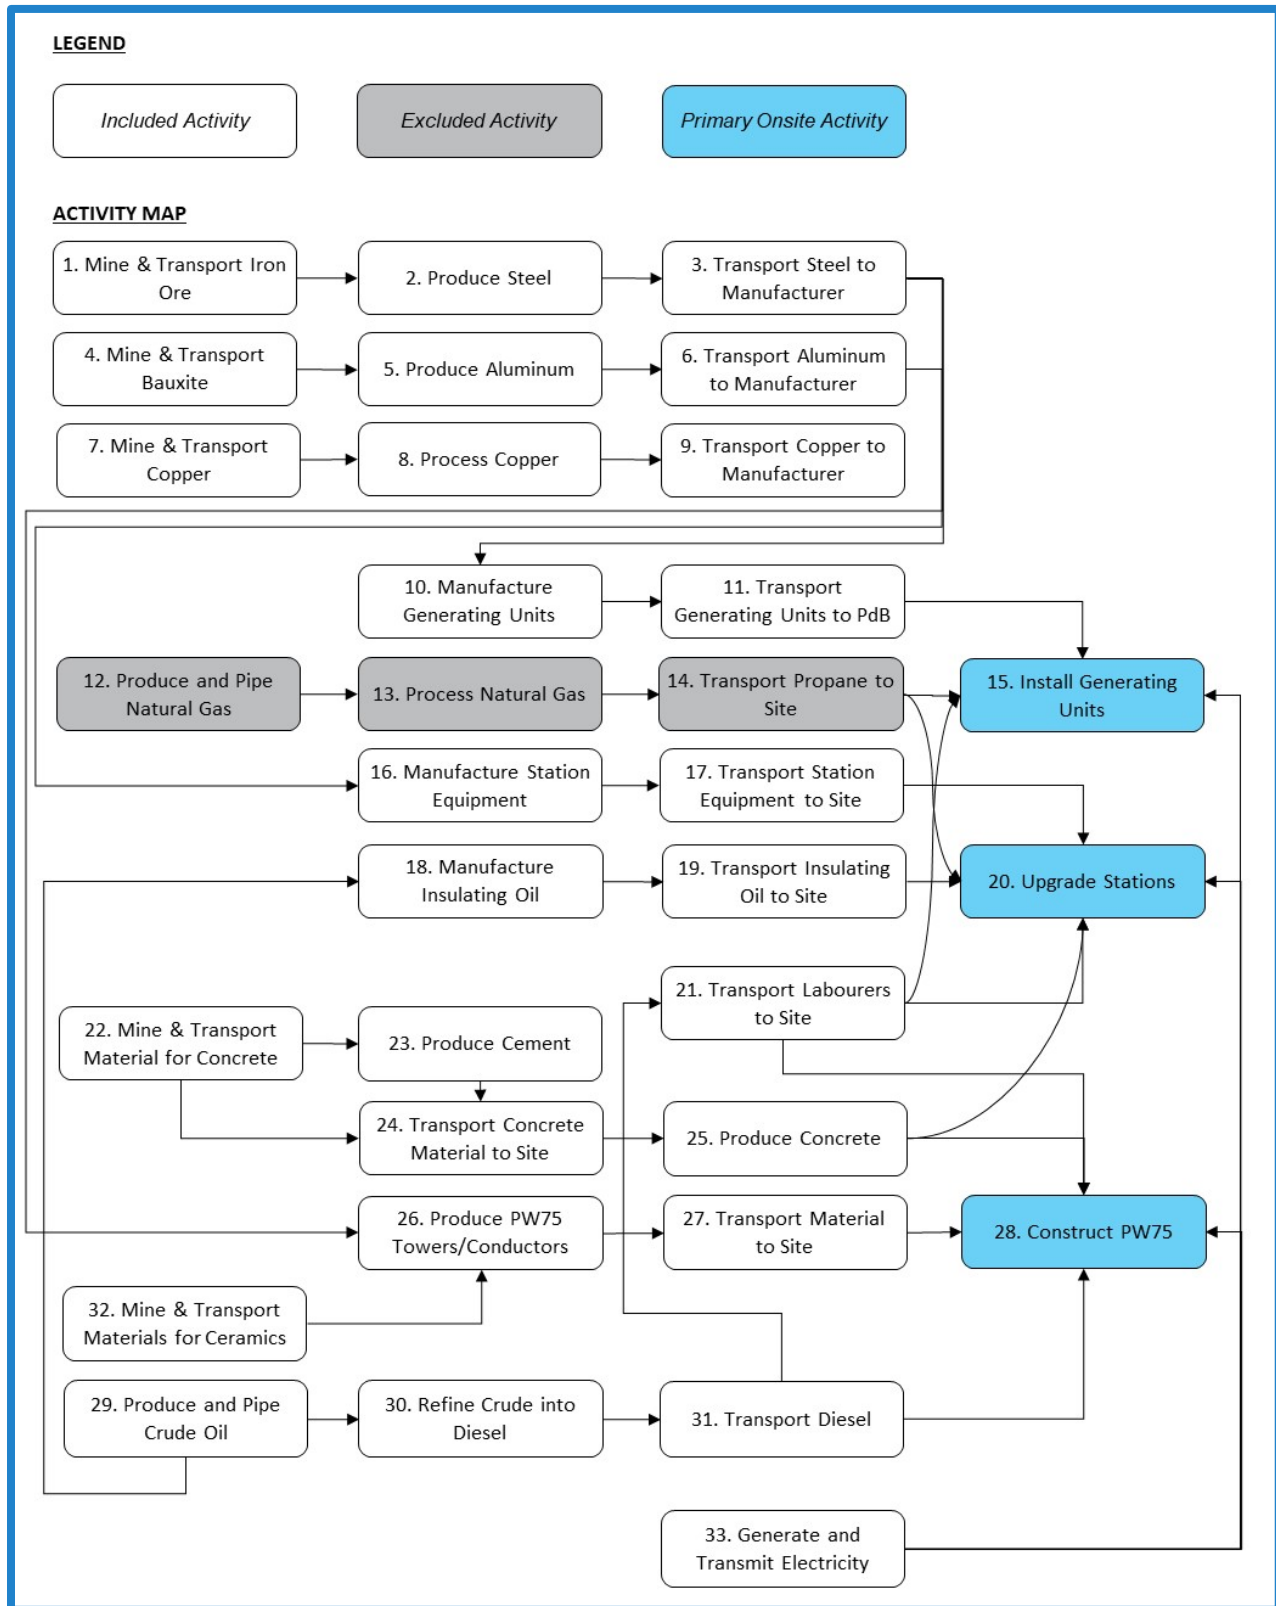 LEGEND
Included Activity
Excluded Activity
Primary Onsite Activity
ACTIVITY MAP
1. Mine & Transport Iron
Ore
2. Produce Steel
3. Transport Steel to
Manufacturer
4. Mine & Transport
Bauxite
5. Produce Aluminum
6. Transport Aluminum
to Manufacturer
7. Mine & Transport
Copper
8. Process Copper
9. Transport Copper to
Manufacturer
10. Manufacture
Generating Units
11. Transport
Generating Units to PdB
12. Produce and Pipe
Natural Gas
13. Process Natural Gas
14. Transport Propane to
Site
15. Install Generating
Units
16. Manufacture Station
Equipment
17. Transport Station
Equipment to Site
18. Manufacture
Insulating Oil
19. Transport Insulating
Oil to Site
20. Upgrade Stations
21. Transport Labourers
to Site
22. Mine & Transport
Material for Concrete
23. Produce Cement
24. Transport Concrete
Material to Site
25. Produce Concrete
26. Produce PW75
Towers/Conductors
27. Transport Material
to Site
28. Construct PW75
32. Mine & Transport
Materials for Ceramics
29. Produce and Pipe
Crude Oil
30. Refine Crude into
Diesel
31. Transport Diesel
33. Generate and
Transmit Electricity